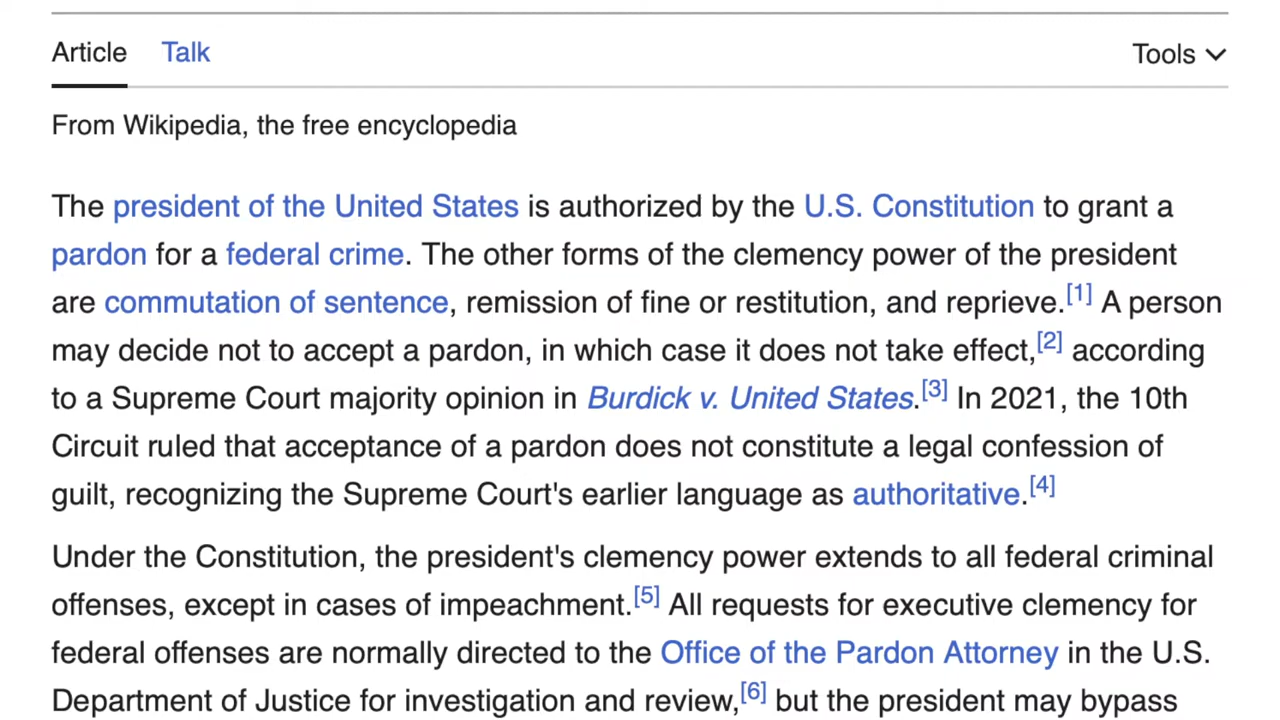 Article Talk Tools
From Wikipedia, the free encyclopedia
The president of the United States is authorized by the U.S. Constitution to grant a
pardon for a federal crime. The other forms of the clemency power of the president
are commutation of sentence, remission of fine or restitution, and reprieve.[1] A person
may decide not to accept a pardon, in which case it does not take effect,[2] according
to a Supreme Court majority opinion in Burdick v. United States.[3] In 2021, the 10th
Circuit ruled that acceptance of a pardon does not constitute a legal confession of
guilt, recognizing the Supreme Court's earlier language as authoritative.[4]
Under the Constitution, the president's clemency power extends to all federal criminal
offenses, except in cases of impeachment.[5] All requests for executive clemency for
federal offenses are normally directed to the Office of the Pardon Attorney in the U.S.
Department of Justice for investigation and review,[6] but the president may bypass